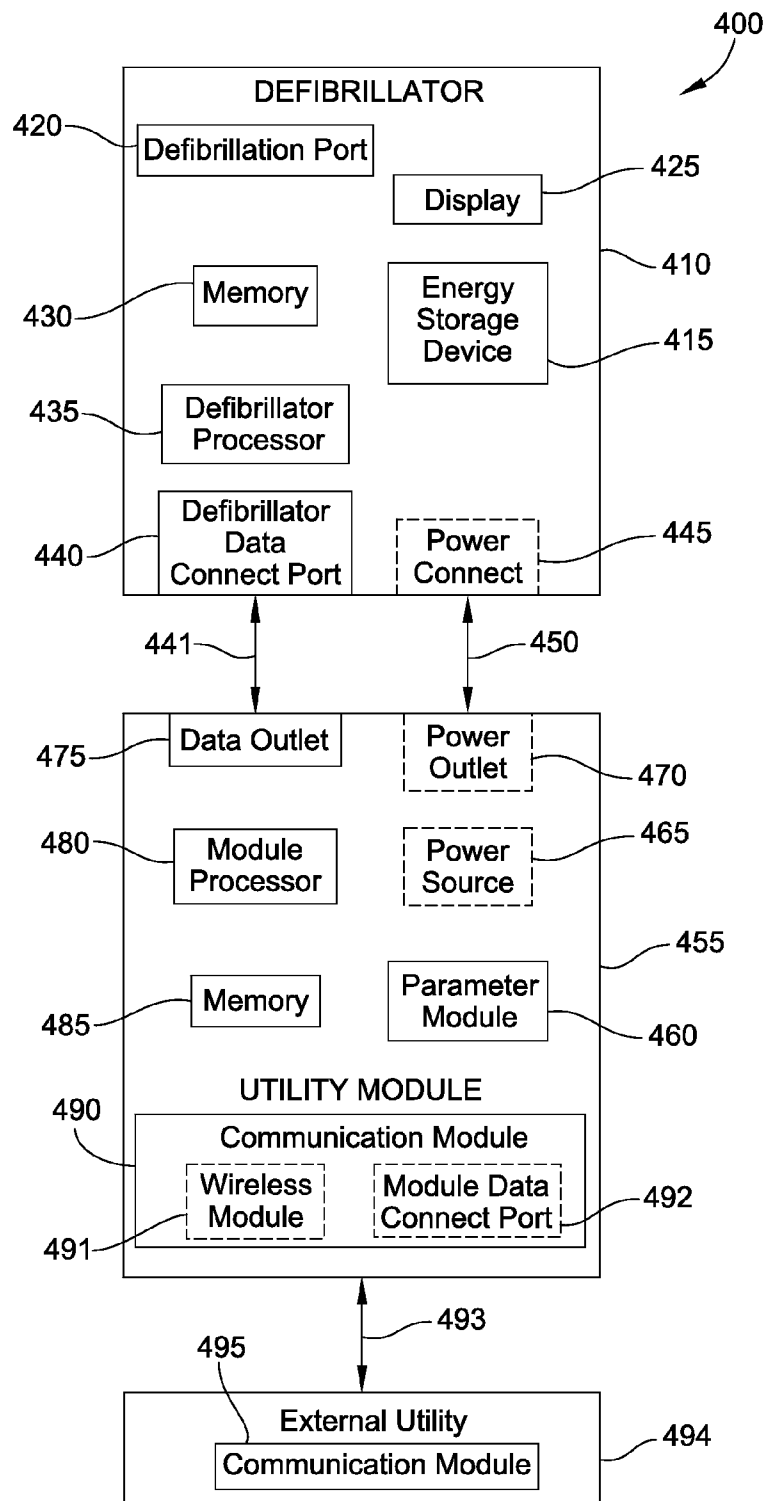 400
DEFIBRILLATOR
420
Defibrillation Port
425
Display
410
430
Memory
Energy
Storage
Device
415
435
Defibrillator
Processor
440
Defibrillator
Data
Connect Port
445
Power
Connect
441
450
475
Data Outlet
Power
Outlet
470
480
Module
Processor
465
Power
Source
455
485
Memory
Parameter
Module
460
UTILITY MODULE
490
Communication Module
Wireless
Module
491
Module Data
Connect Port
492
493
495
External Utility
494
Communication Module